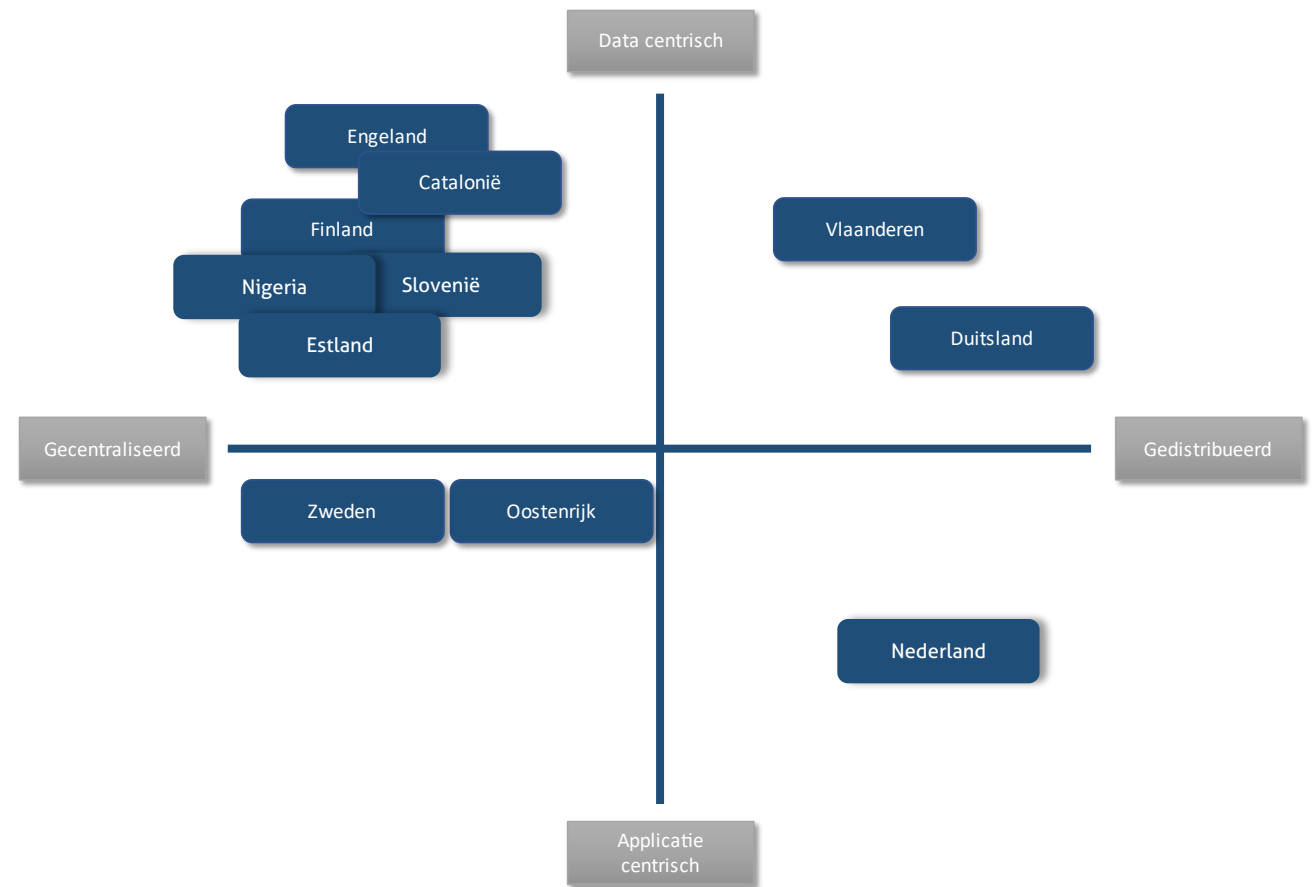 Data centrisch
Engeland
Catalonië
Finland
Vlaanderen
Nigeria
Slovenië
Estland
Duitsland
Gecentraliseerd
Gedistribueerd
Zweden
Oostenrijk
Nederland
Applicatie
centrisch